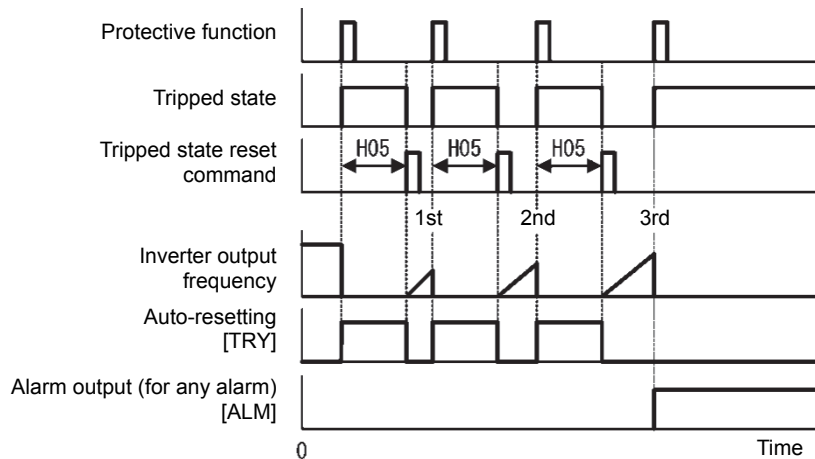 Protective function
Tripped state
Tripped state reset
command
H05 H05 H05
1st 2nd 3rd
Inverter output
frequency
Auto-resetting
[TRY]
Alarm output (for any alarm)
[ALM]
0 Time